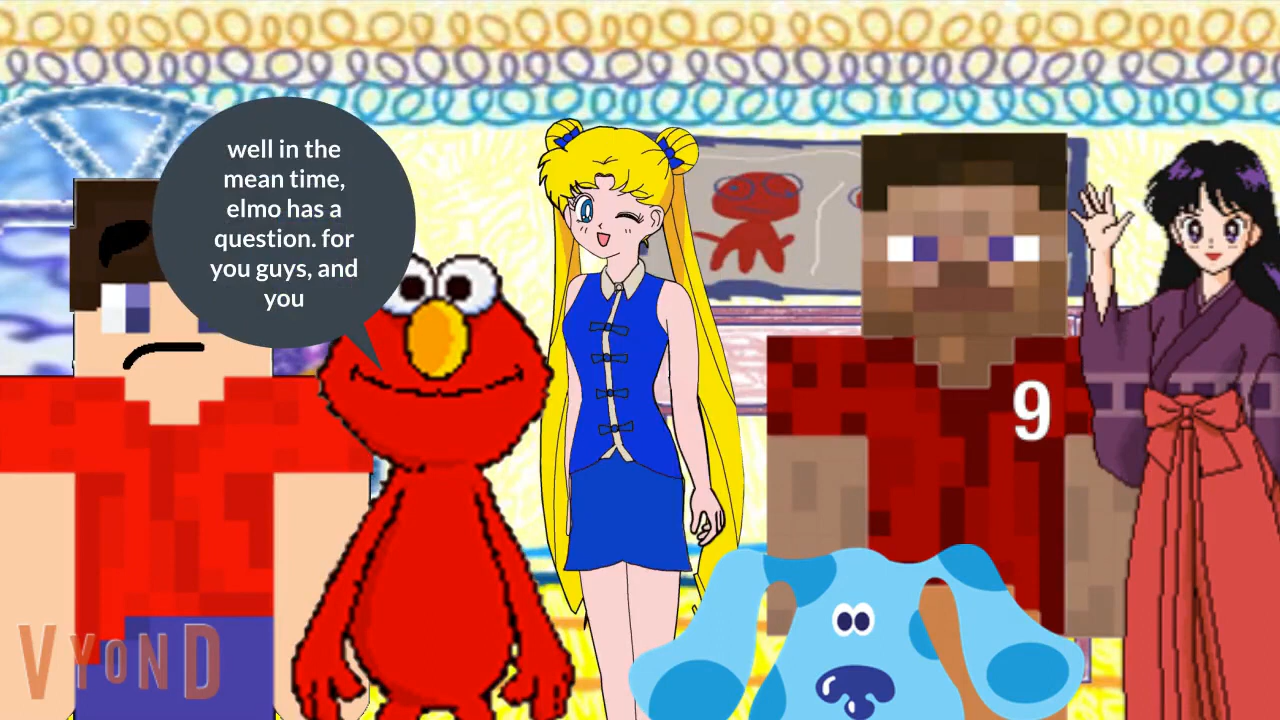 well in the
mean time,
elmo has a
question. for
you guys, and
you
9
VYOND